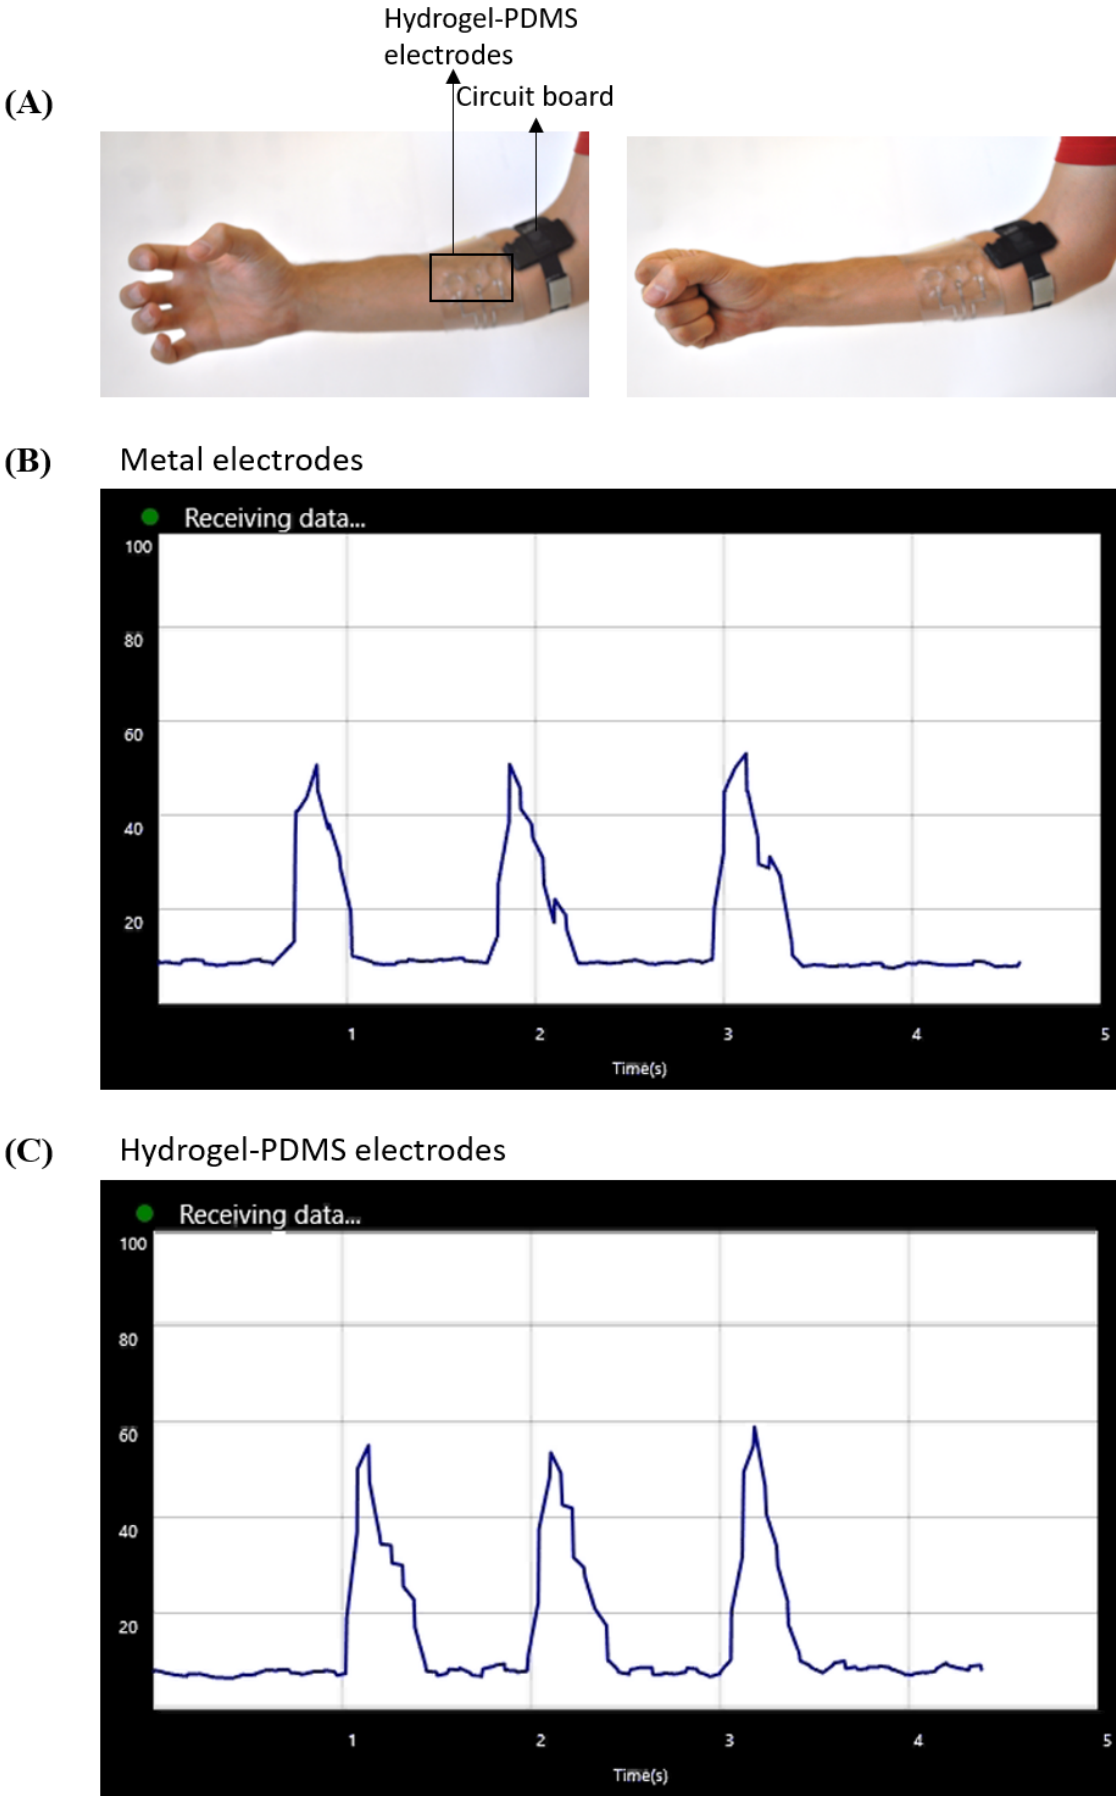 Hydrogel-PDMS
electrodes
Circuit board
(A)
(B)
Metal electrodes
Receiving data...
100
80
60
40
20
1 2 3 4 5
Time(s)
(C)
Hydrogel-PDMS electrodes
Receiving data...
100
80
60
40
20
1 2 3 4 5
Time(s)